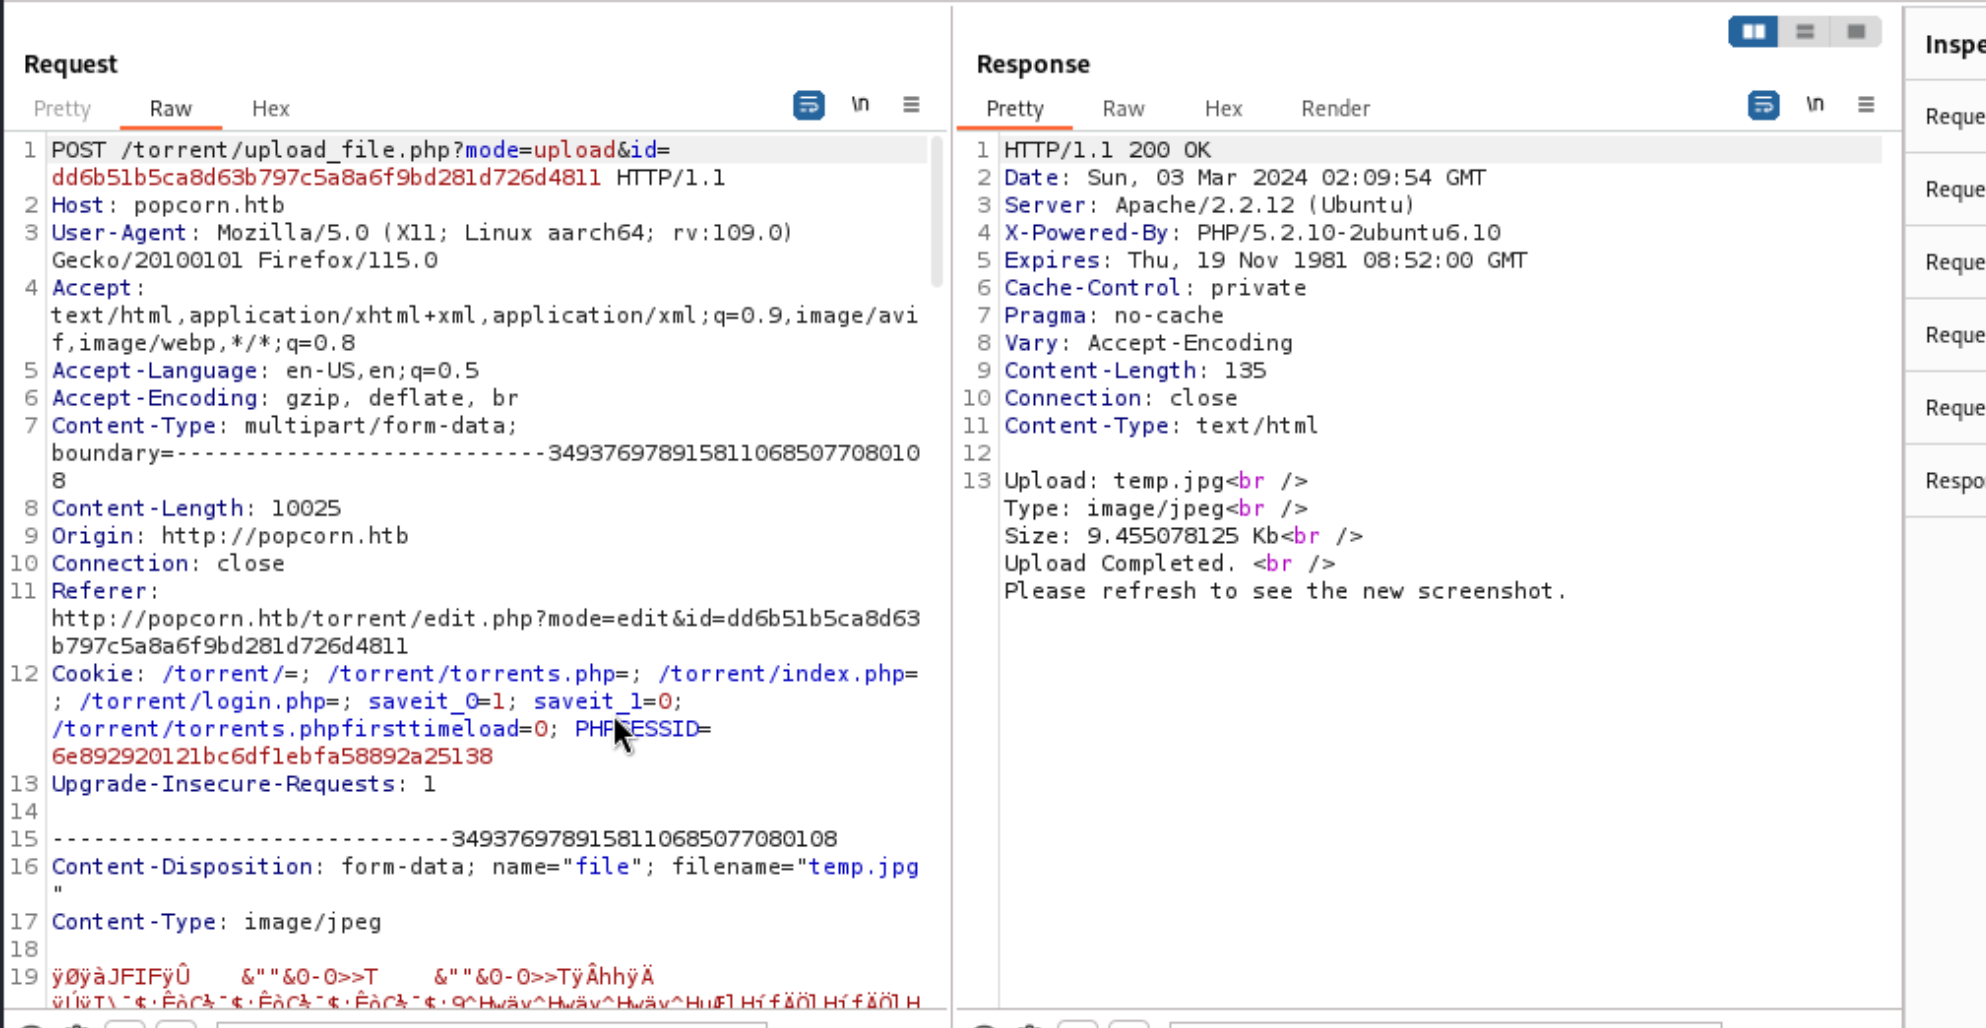 Request
Pretty Raw Hex \n
1 POST /torrent/upload_file.php?mode=upload&id=
dd6b51b5ca8d63b797c5a8a6f9bd281d726d4811 HTTP/1.1
2 Host: popcorn.htb
3 User-Agent: Mozilla/5.0 (X11; Linux aarch64; rv:109.0)
Gecko/20100101 Firefox/115.0
4 Accept:
text/html,application/xhtml+xml,application/xml;q=0.9,image/avi
f,image/webp,*/*;q=0.8
5 Accept-Language: en-US,en;q=0.5
6 Accept-Encoding: gzip, deflate, br
7 Content-Type: multipart/form-data;
boundary=---------------------------34937697891581106850770801 0
8
8 Content-Length: 10025
9 Origin: http://popcorn.htb
10 Connection: close
11 Referer:
http://popcorn.htb/torrent/edit.php?mode=edit&id=dd6b51b5ca8d63
b797c5a8a6f9bd281d726d4811
12 Cookie: /torrent/=; /torrent/torrents.php=; /torrent/index.php=
; /torrent/login.php=; saveit_0=1; saveit_1=0;
/torrent/torrents.phpfirsttimeload=0; PHPSESSID=
6e892920121bc6df1ebfa58892a25138
13 Upgrade-Insecure-Requests: 1
14
15 -----------------------------349376978915811068507708 0108
16 Content-Disposition: form-data; name="file"; filename="temp.jpg
"
17 Content-Type: image/jpeg
18
19 ÿØÿàJFIFÿÛ &""&0-0>>T &""&0-0>>TÿÂhhÿÄ
Response
Pretty Raw Hex Render \n
1 HTTP/1.1 200 OK
2 Date: Sun, 03 Mar 2024 02:09:54 GMT
3 Server: Apache/2.2.12 (Ubuntu)
4 X-Powered-By: PHP/5.2.10-2ubuntu6.10
5 Expires: Thu, 19 Nov 1981 08:52:00 GMT
6 Cache-Control: private
7 Pragma: no-cache
8 Vary: Accept-Encoding
9 Content-Length: 135
10 Connection: close
11 Content-Type: text/html
12
13 Upload: temp.jpg<br />
Type: image/jpeg<br />
Size: 9.455078125 Kb<br />
Upload Completed. <br />
Please refresh to see the new screenshot.
Inspe
Reque
Reque
Reque
Reque
Reque
Respo